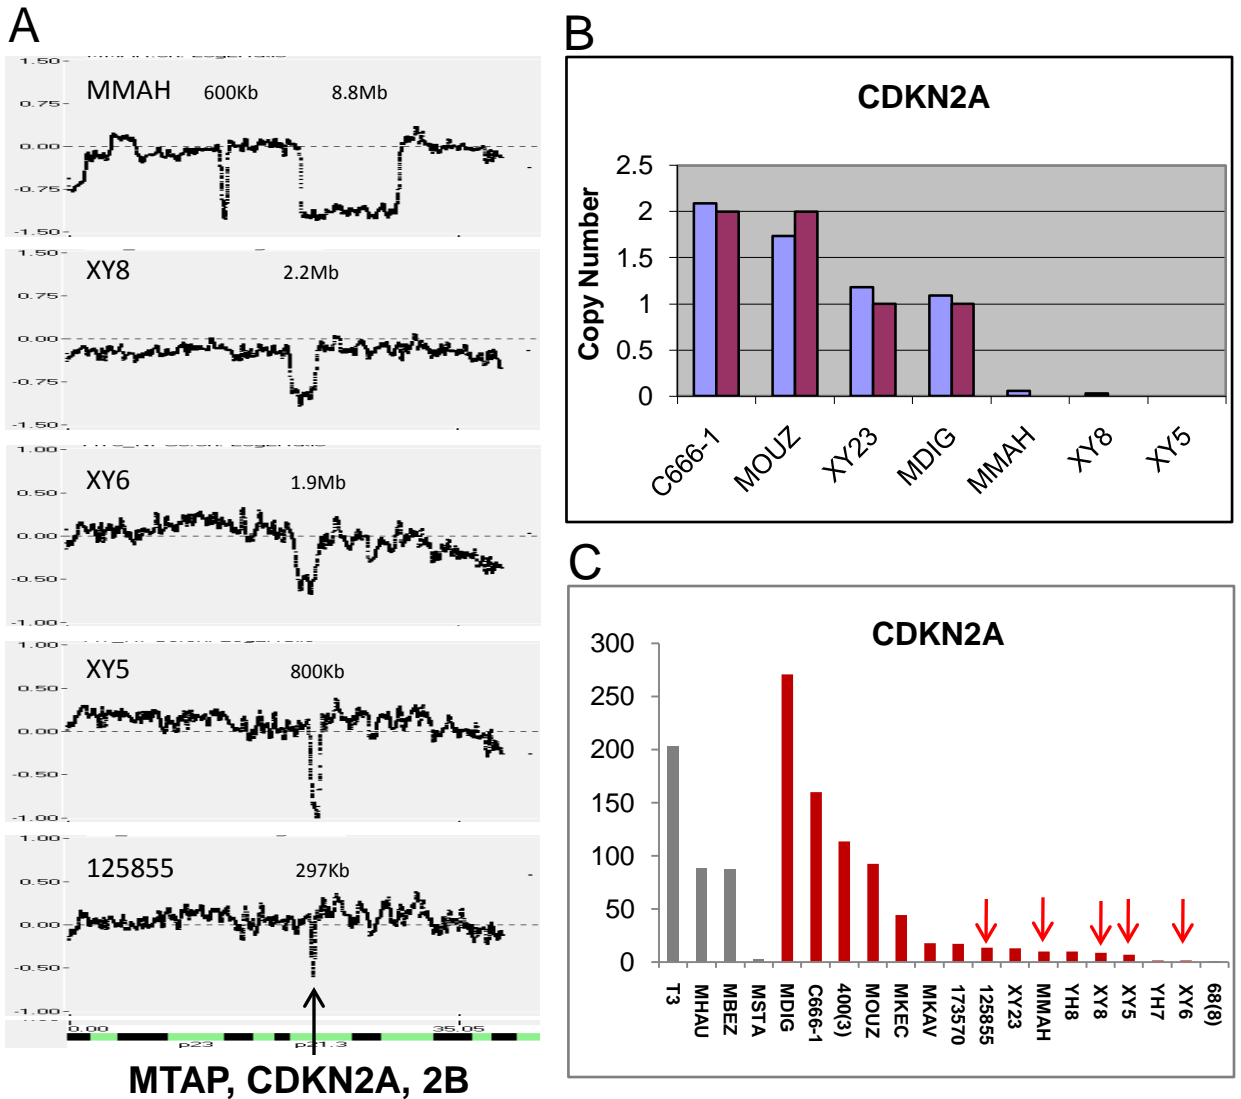 A
1.50
MMAH 600Kb 8.8Mb
0.75
0.00
-0.75
-1.50
1.50
XY8 2.2Mb
0.75
0.00
-0.75
-1.50
1.00
XY6 1.9Mb
0.50
0.00
-0.50
-1.00
1.00
XY5 800Kb
0.50
0.00
-0.50
-1.00
1.00
125855 297Kb
0.50
0.00
-0.50
-1.00
0.00 35.05
p23 p21.3
MTAP, CDKN2A, 2B
B
CDKN2A
Copy Number
2.5
2
1.5
1
0.5
0
C666-1 MOUZ XY23 MDIG MMAH XY8 XY5
C
CDKN2A
300
250
200
150
100
50
0
T3 MHAU MBEZ MSTA MDIG C666-1 400(3) MOUZ MKEC MKAV 173570 125855 XY23 MMAH YH8 XY8 XY5 YH7 XY6 68(8)